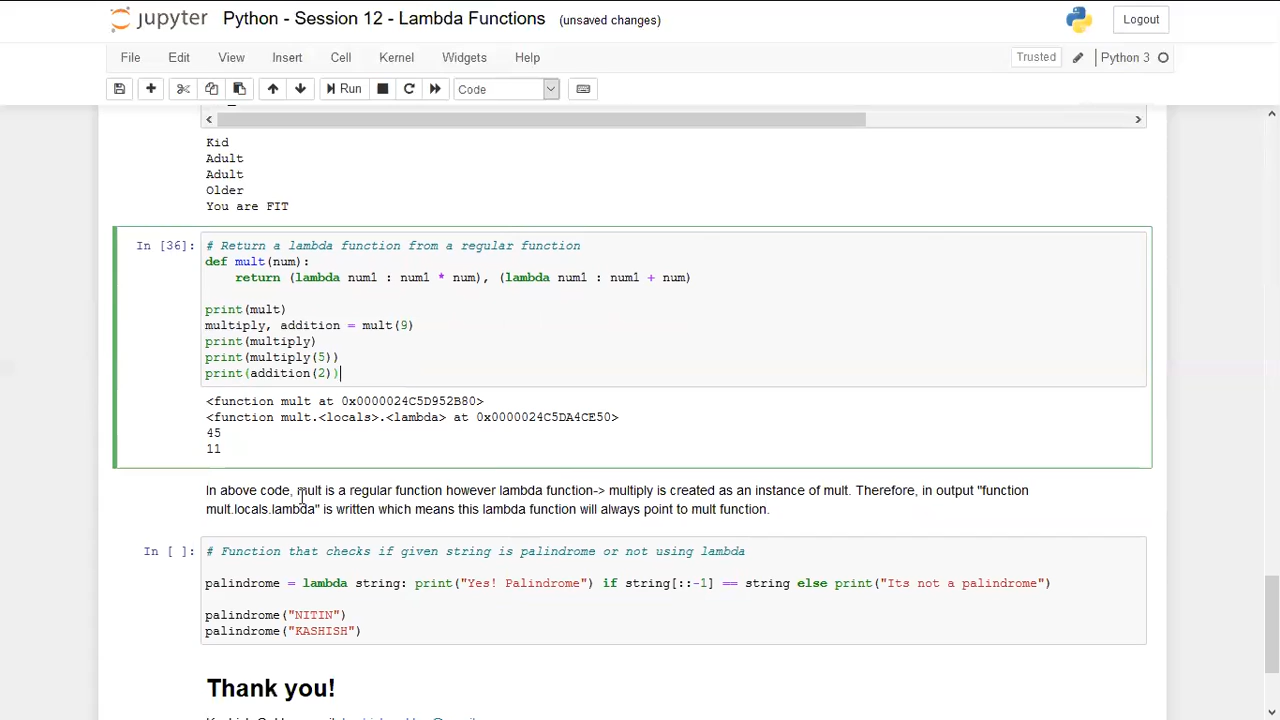 jupyter Python - Session 12 - Lambda Functions (unsaved changes) Logout
File Edit View Insert Cell Kernel Widgets Help Trusted Python 3
Run Code
Kid
Adult
Adult
Older
You are FIT
In [36]: # Return a lambda function from a regular function
def mult(num):
    return (lambda num1 : num1 * num), (lambda num1 : num1 + num)
print(mult)
multiply, addition = mult(9)
print(multiply)
print(multiply(5))
print(addition(2))
<function mult at 0x0000024C5D952B80>
<function mult.<locals>.<lambda> at 0x0000024C5DA4CE50>
45
11
In above code, mult is a regular function however lambda function-> multiply is created as an instance of mult. Therefore, in output "function
mult.locals.lambda" is written which means this lambda function will always point to mult function.
In [ ]: # Function that checks if given string is palindrome or not using lambda
palindrome = lambda string: print("Yes! Palindrome") if string[::-1] == string else print("Its not a palindrome")
palindrome("NITIN")
palindrome("KASHISH")
Thank you!